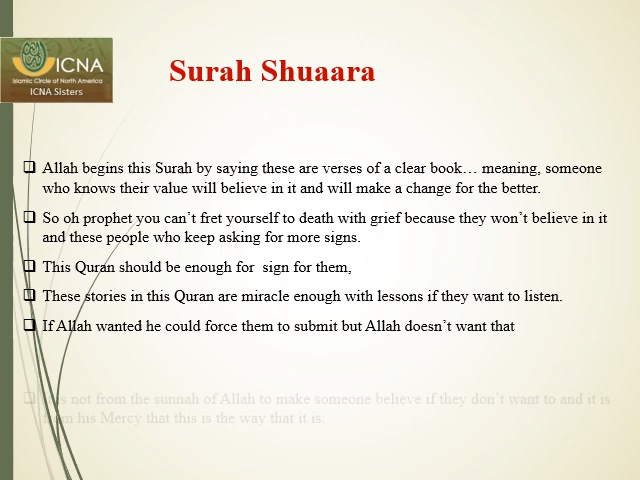 ICNA
Islamic Circle of North America
ICNA Sisters
Surah Shuaara
❑ Allah begins this Surah by saying these are verses of a clear book… meaning, someone
who knows their value will believe in it and will make a change for the better.
❑ So oh prophet you can’t fret yourself to death with grief because they won’t believe in it
and these people who keep asking for more signs.
❑ This Quran should be enough for  sign for them,
❑ These stories in this Quran are miracle enough with lessons if they want to listen.
❑ If Allah wanted he could force them to submit but Allah doesn’t want that
❑ It is not from the sunnah of Allah to make someone believe if they don’t want to and it is
from his Mercy that this is the way that it is.